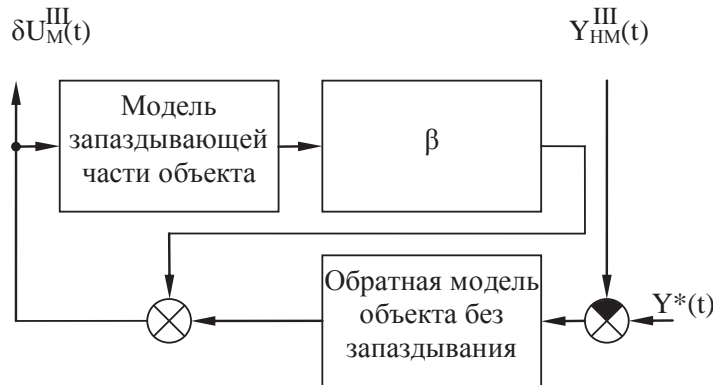 δU_M^III(t)
Y_HM^III(t)
Модель
запаздывающей
части объекта
β
Обратная модель
объекта без
запаздывания
Y*(t)